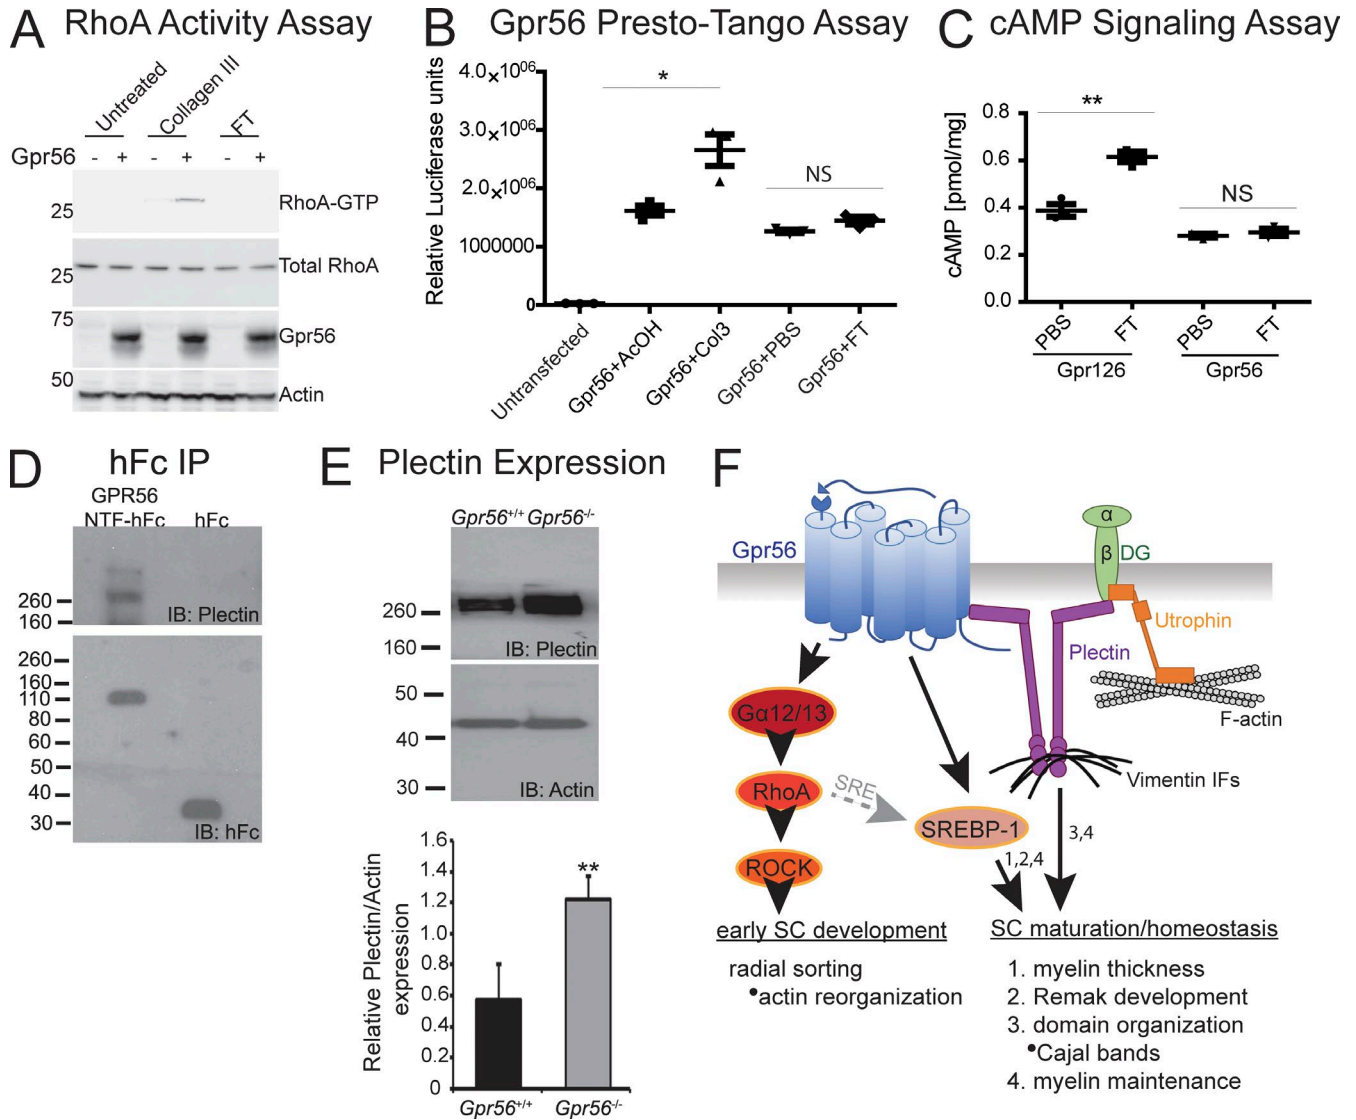 A RhoA Activity Assay
Untreated
Collagen III
FT
Gpr56 - + - + - +
25
RhoA-GTP
25
Total RhoA
75
Gpr56
50
Actin
B Gpr56 Presto-Tango Assay
Relative Luciferase units
4.0×10⁰⁶
3.0×10⁰⁶
2.0×10⁰⁶
1000000
0
*
NS
Untransfected
Gpr56+AcOH
Gpr56+Col3
Gpr56+PBS
Gpr56+FT
C cAMP Signaling Assay
cAMP [pmol/mg]
0.8
0.6
0.4
0.2
0.0
**
NS
PBS FT PBS FT
Gpr126 Gpr56
D hFc IP
GPR56
NTF-hFc hFc
260
160
IB: Plectin
260
160
110
80
60
50
40
30
IB: hFc
E Plectin Expression
Gpr56+/+ Gpr56-/-
260
160
IB: Plectin
50
40
30
IB: Actin
Relative Plectin/Actin
expression
1.6
1.4
1.2
1.0
0.8
0.6
0.4
0.2
0
**
Gpr56+/+ Gpr56-/-
F
Gpr56
α
β DG
Utrophin
Plectin
F-actin
Vimentin IFs
Gα12/13
RhoA
SRE
SREBP-1
ROCK
1,2,4
3,4
early SC development
radial sorting
•actin reorganization
SC maturation/homeostasis
1. myelin thickness
2. Remak development
3. domain organization
•Cajal bands
4. myelin maintenance